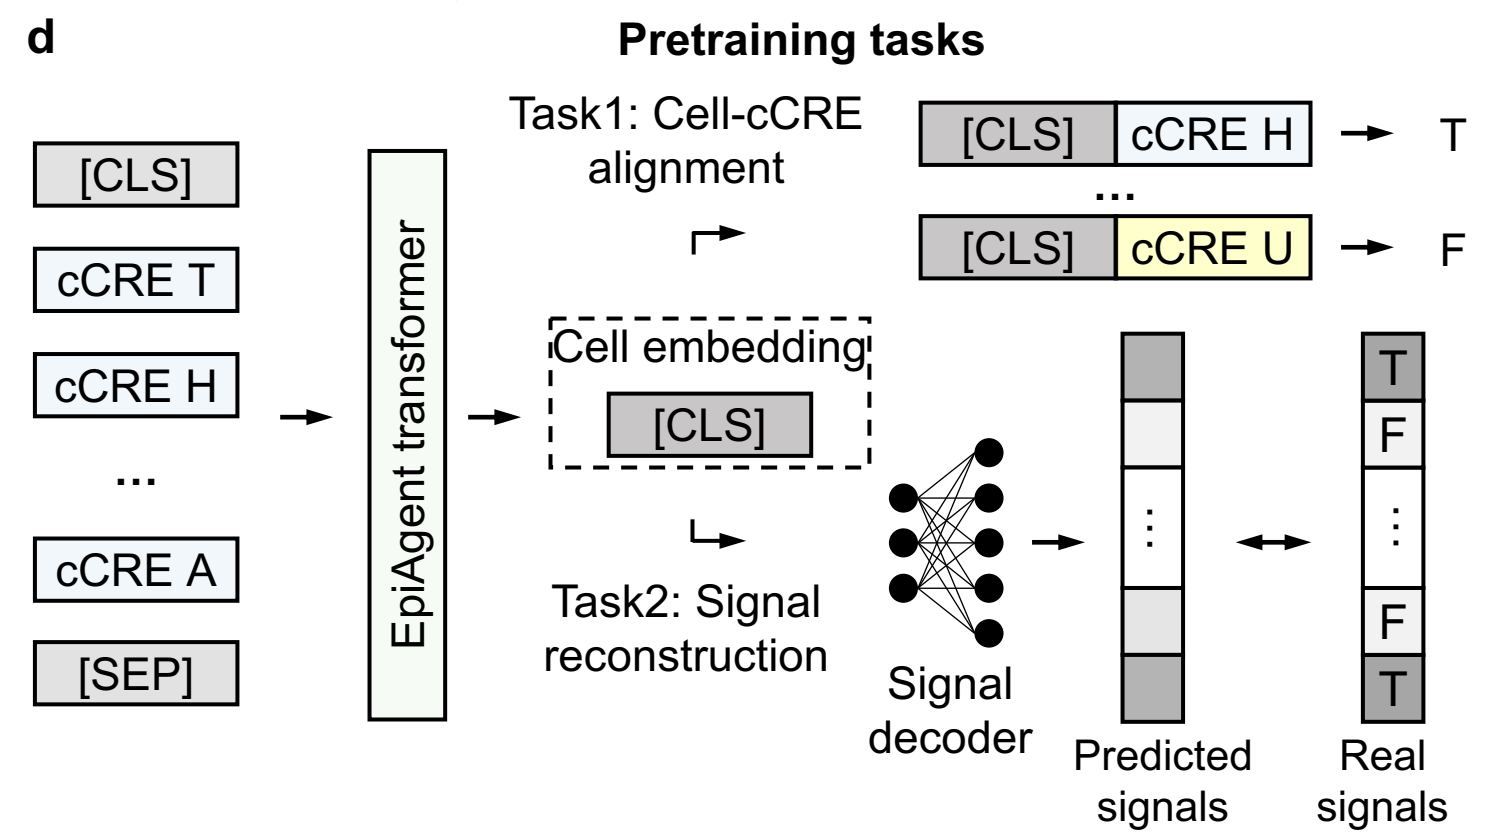 d
Pretraining tasks
[CLS]
cCRE T
cCRE H
...
cCRE A
[SEP]
EpiAgent transformer
Task1: Cell-cCRE
alignment
[CLS] cCRE H T
...
[CLS] cCRE U F
Cell embedding
[CLS]
Task2: Signal
reconstruction
Signal
decoder
...
Predicted
signals
T
F
...
F
T
Real
signals